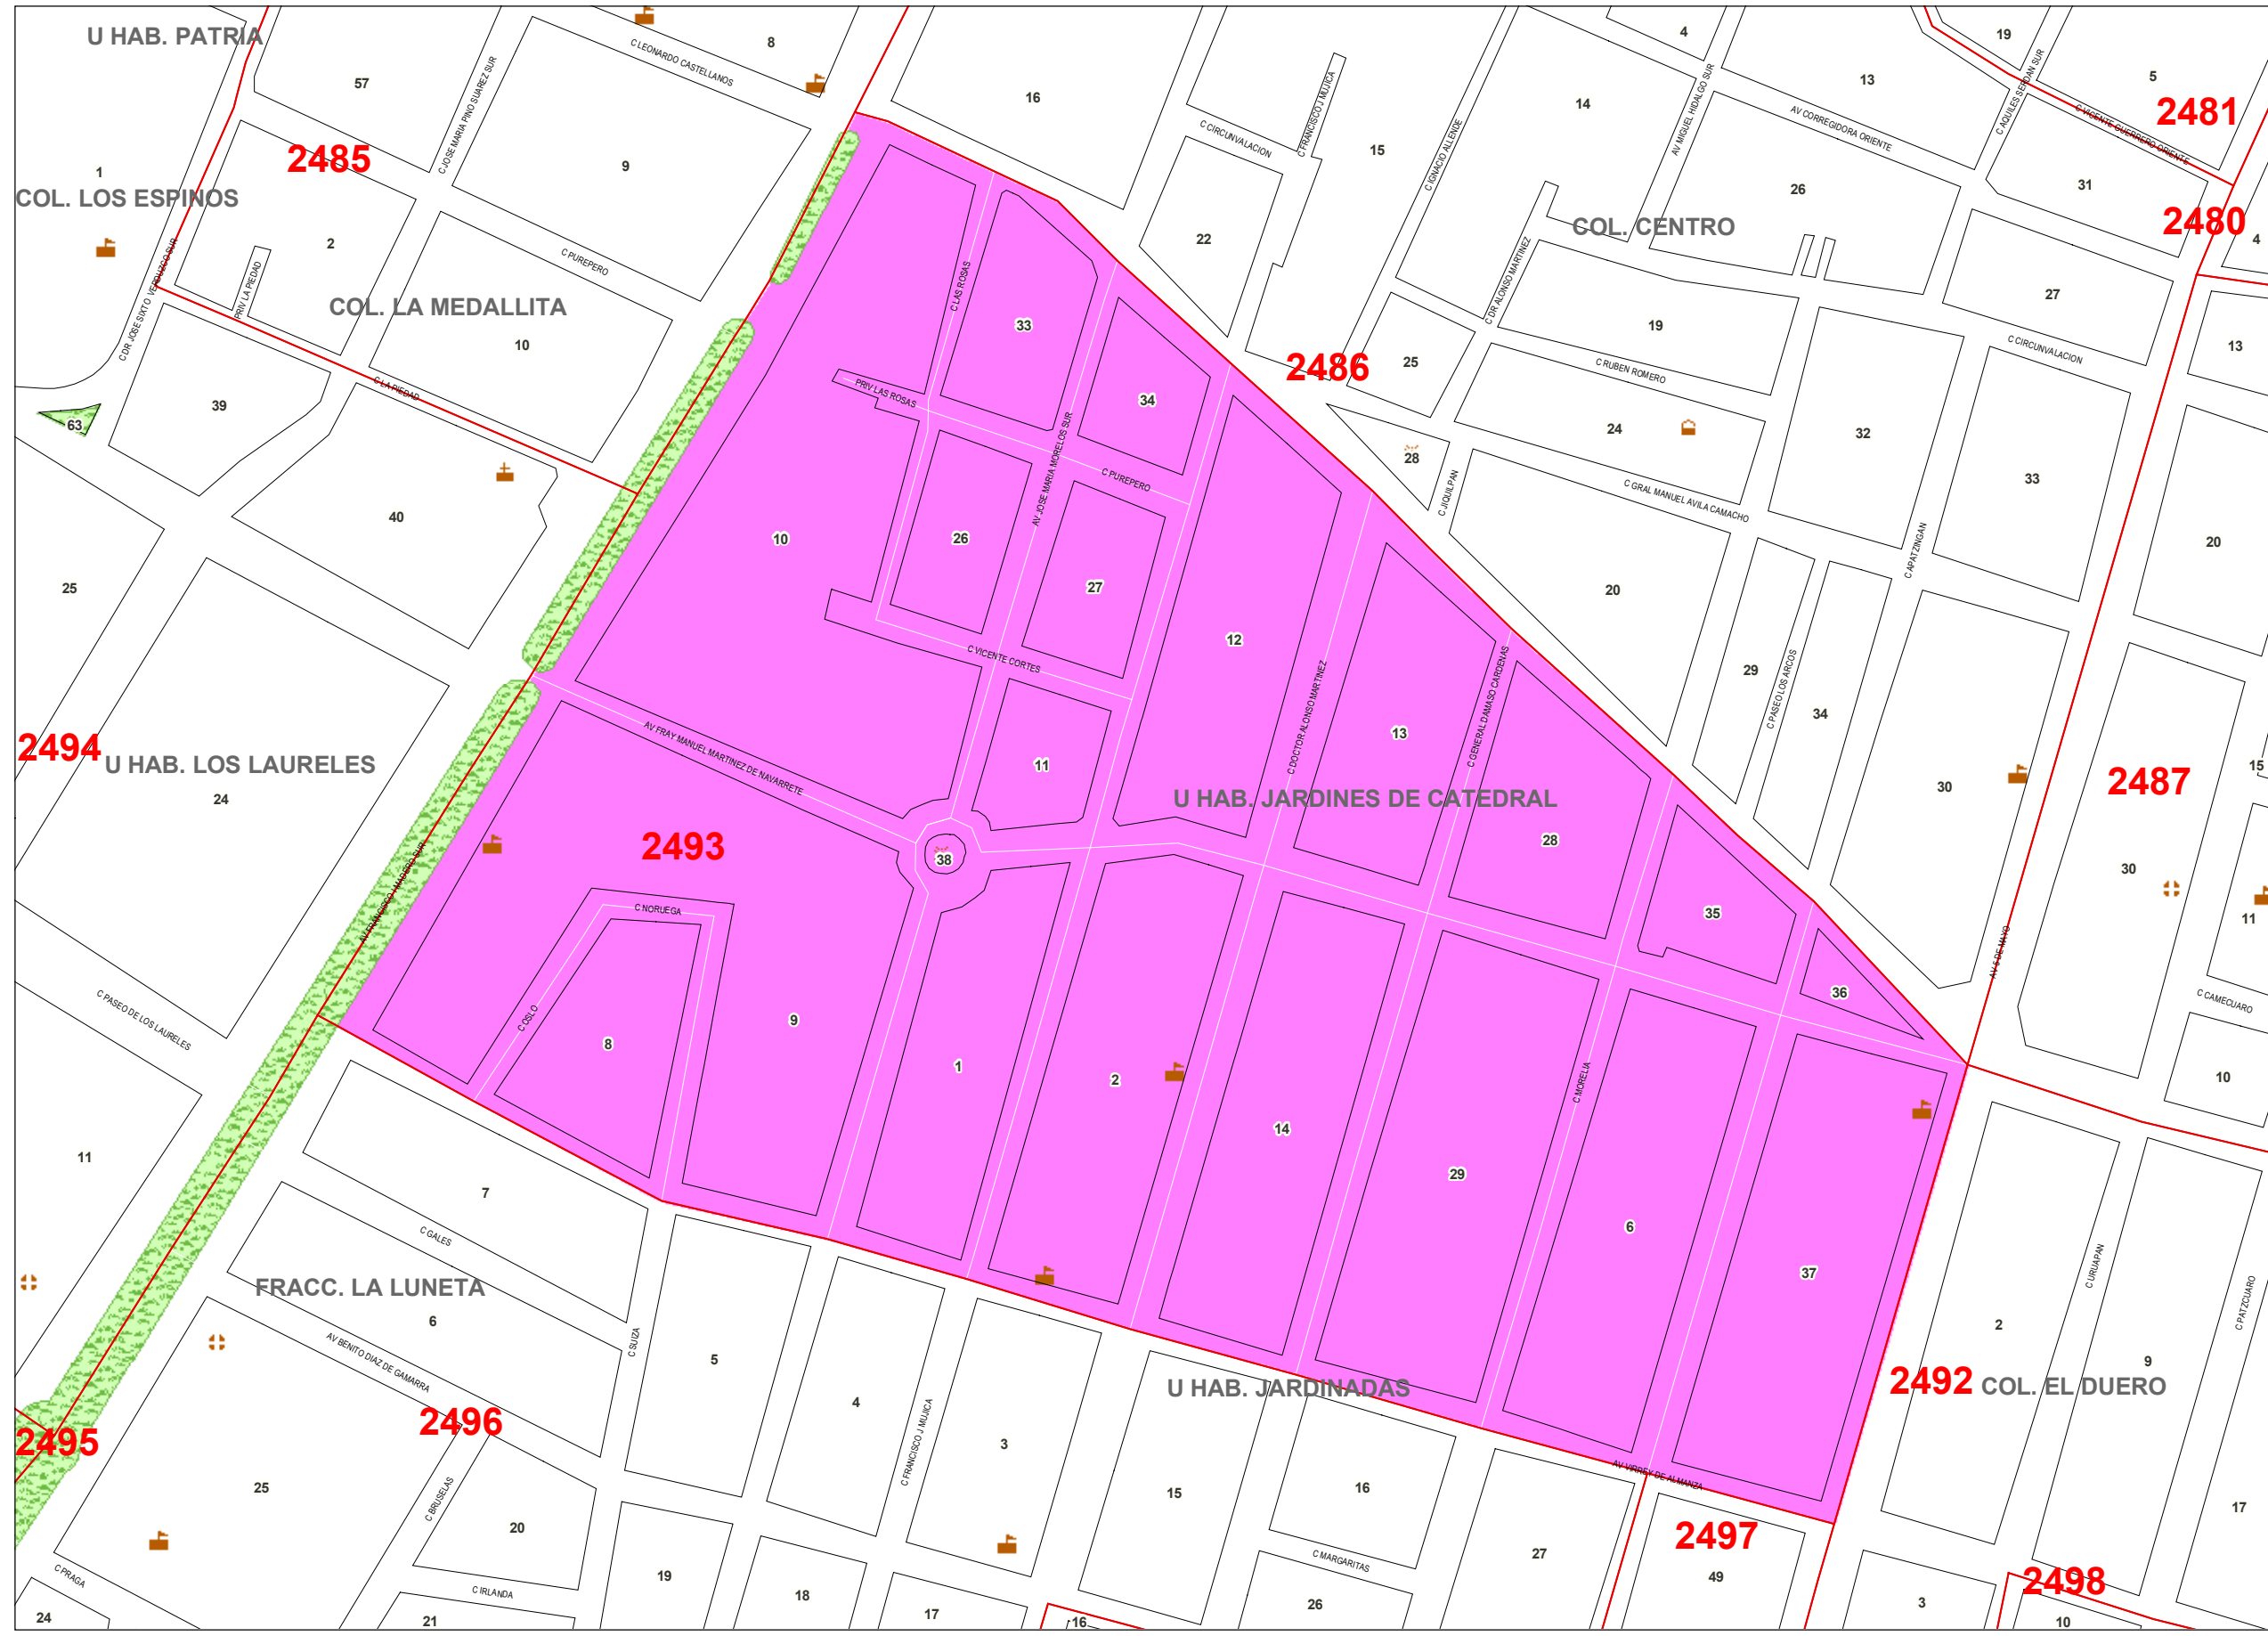 U HAB. PATRIA
57
C JOSE MARIA PINO SUAREZ SUR
C LEONARDO CASTELLANOS
8
16
C CIRCUNVALACION
C FRANCISCO J MUJICA
15
C IGNACIO ALLENDE
14
4
AV MIGUEL HIDALGO SUR
13
AV CORREGIDORA ORIENTE
19
C AQUILES SERDAN SUR
5
C VICENTE GUERRERO ORIENTE
2481
1
2485
9
COL. LOS ESPINOS
2
C PUREPERO
22
26
31
COL. CENTRO
2480
4
C DR JOSE SIXTO VERDUZCO SUR
PRIV LA PIEDAD
COL. LA MEDALLITA
10
C LAS ROSAS
33
C DR ALONSO MARTINEZ
27
19
C CIRCUNVALACION
13
2486
25
C RUBEN ROMERO
C LA PIEDAD
39
63
PRIV LAS ROSAS
34
24
32
28
40
AV JOSE MARIA MORELOS SUR
C PUREPERO
C JIQUILPAN
C GRAL MANUEL AVILA CAMACHO
33
10
26
27
25
20
C APATZINGAN
20
12
C VICENTE CORTES
29
C PASEO LOS ARCOS
34
2494
U HAB. LOS LAURELES
24
AV FRAY MANUEL MARTINEZ DE NAVARRETE
11
C DOCTOR ALONSO MARTINEZ
13
C GENERAL DAMASO CARDENAS
U HAB. JARDINES DE CATEDRAL
30
2487
15
2493
38
28
30
AV FRANCISCO I MADERO SUR
C NORUEGA
35
11
AV 5 DE MAYO
C PASEO DE LOS LAURELES
C OSLO
8
9
36
C CAMECUARO
1
2
C MORELIA
10
11
14
29
7
6
C GALES
37
FRACC. LA LUNETA
6
C URUAPAN
C PATZCUARO
2
AV BENITO DIAZ DE GAMARRA
C SUIZA
5
9
U HAB. JARDINADAS
2492
COL. EL DUERO
4
C FRANCISCO J MUJICA
2495
2496
3
AV VIRREY DE ALMANZA
25
C BRUSELAS
15
16
17
20
2497
27
C MARGARITAS
C PRAGA
C IRLANDA
19
18
49
2498
24
21
17
16
26
3
10